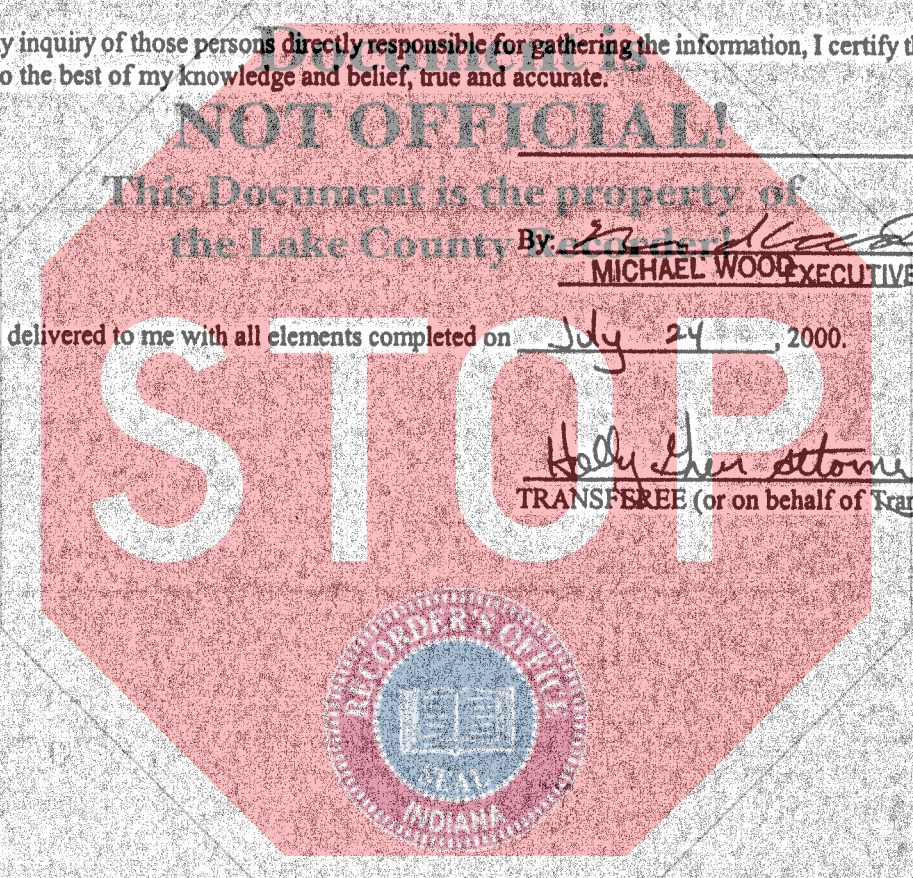 Document is
y inquiry of those persons directly responsible for gathering the information, I certify th
o the best of my knowledge and belief, true and accurate.
NOT OFFICIAL!
This Document is the property of
the Lake County Recorder!
By:
MICHAEL WOOD EXECUTIVE
delivered to me with all elements completed on July 24, 2000.
STOP
Holly
TRANSFEREE (or on behalf of Tran
RECORDER'S OFFICE
SEAL
INDIANA